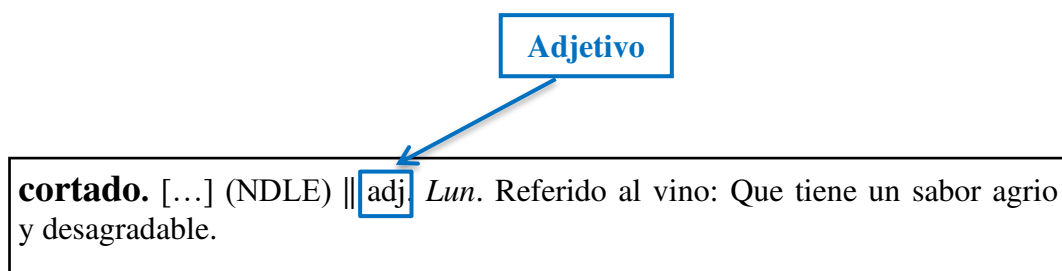 Adjetivo
cortado. […] (NDLE) || adj. Lun. Referido al vino: Que tiene un sabor agrio
y desagradable.